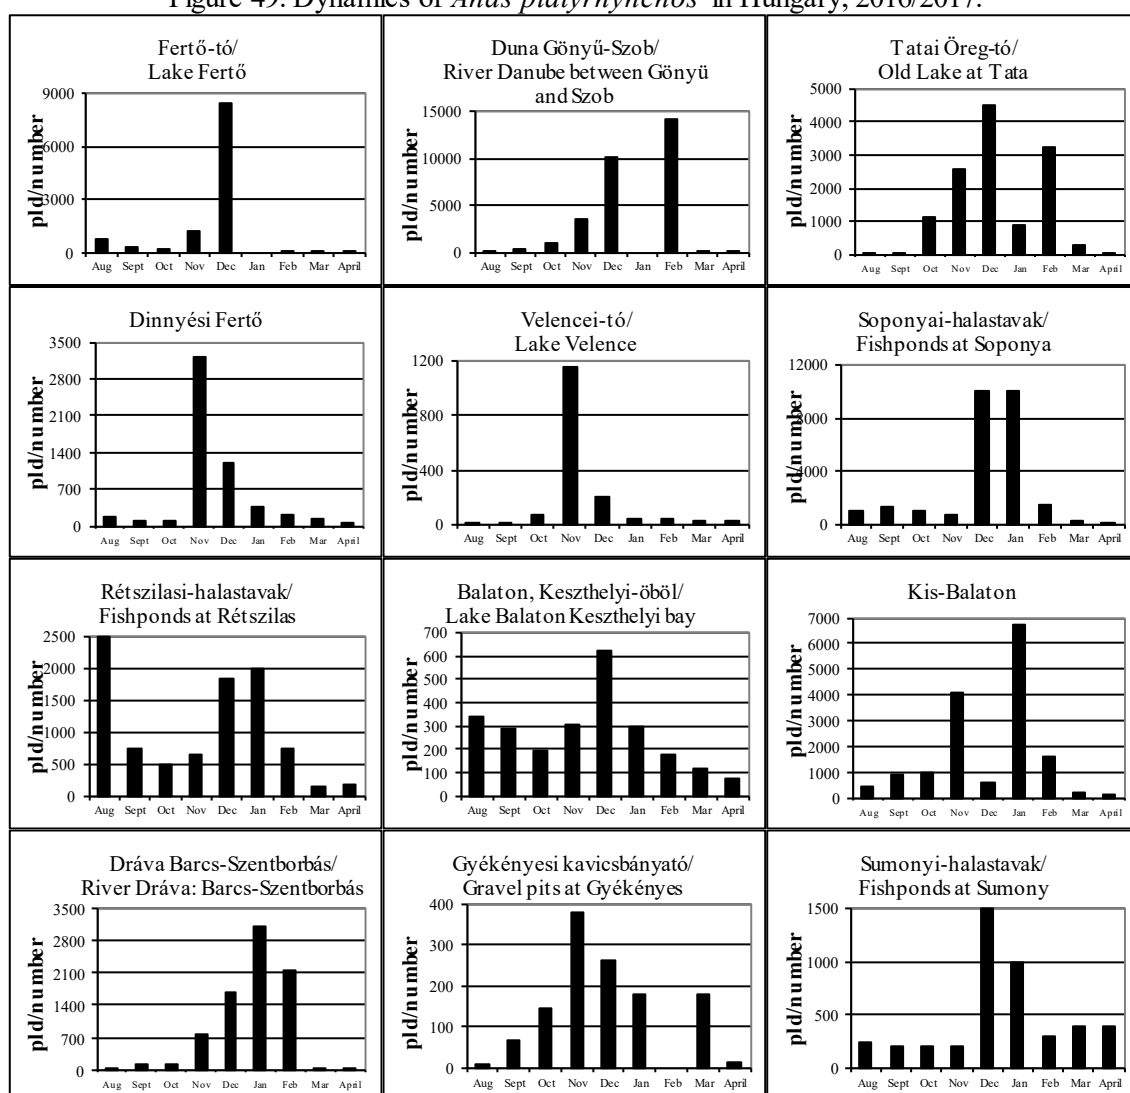 Figure 49. Dynamics of Anas platyrhynchos in Hungary, 2016/2017.
Fertő-tó/
Lake Fertő
pld/number
9000
6000
3000
0
Aug Sept Oct Nov Dec Jan Feb Mar April
Duna Gönyű-Szob/
River Danube between Gönyü
and Szob
pld/number
15000
10000
5000
0
Aug Sept Oct Nov Dec Jan Feb Mar April
Tatai Öreg-tó/
Old Lake at Tata
pld/number
5000
4000
3000
2000
1000
0
Aug Sept Oct Nov Dec Jan Feb Mar April
Dinnyési Fertő
pld/number
3500
2800
2100
1400
700
0
Aug Sept Oct Nov Dec Jan Feb Mar April
Velencei-tó/
Lake Velence
pld/number
1200
800
400
0
Aug Sept Oct Nov Dec Jan Feb Mar April
Soponyai-halastavak/
Fishponds at Soponya
pld/number
12000
8000
4000
0
Aug Sept Oct Nov Dec Jan Feb Mar April
Rétszilasi-halastavak/
Fishponds at Rétszilas
pld/number
2500
2000
1500
1000
500
0
Aug Sept Oct Nov Dec Jan Feb Mar April
Balaton, Keszthelyi-öböl/
Lake Balaton Keszthelyi bay
pld/number
700
600
500
400
300
200
100
0
Aug Sept Oct Nov Dec Jan Feb Mar April
Kis-Balaton
pld/number
7000
6000
5000
4000
3000
2000
1000
0
Aug Sept Oct Nov Dec Jan Feb Mar April
Dráva Barcs-Szentborbás/
River Dráva: Barcs-Szentborbás
pld/number
3500
2800
2100
1400
700
0
Aug Sept Oct Nov Dec Jan Feb Mar April
Gyékényesi kavicsbányató/
Gravel pits at Gyékényes
pld/number
400
300
200
100
0
Aug Sept Oct Nov Dec Jan Feb Mar April
Sumonyi-halastavak/
Fishponds at Sumony
pld/number
1500
1000
500
0
Aug Sept Oct Nov Dec Jan Feb Mar April